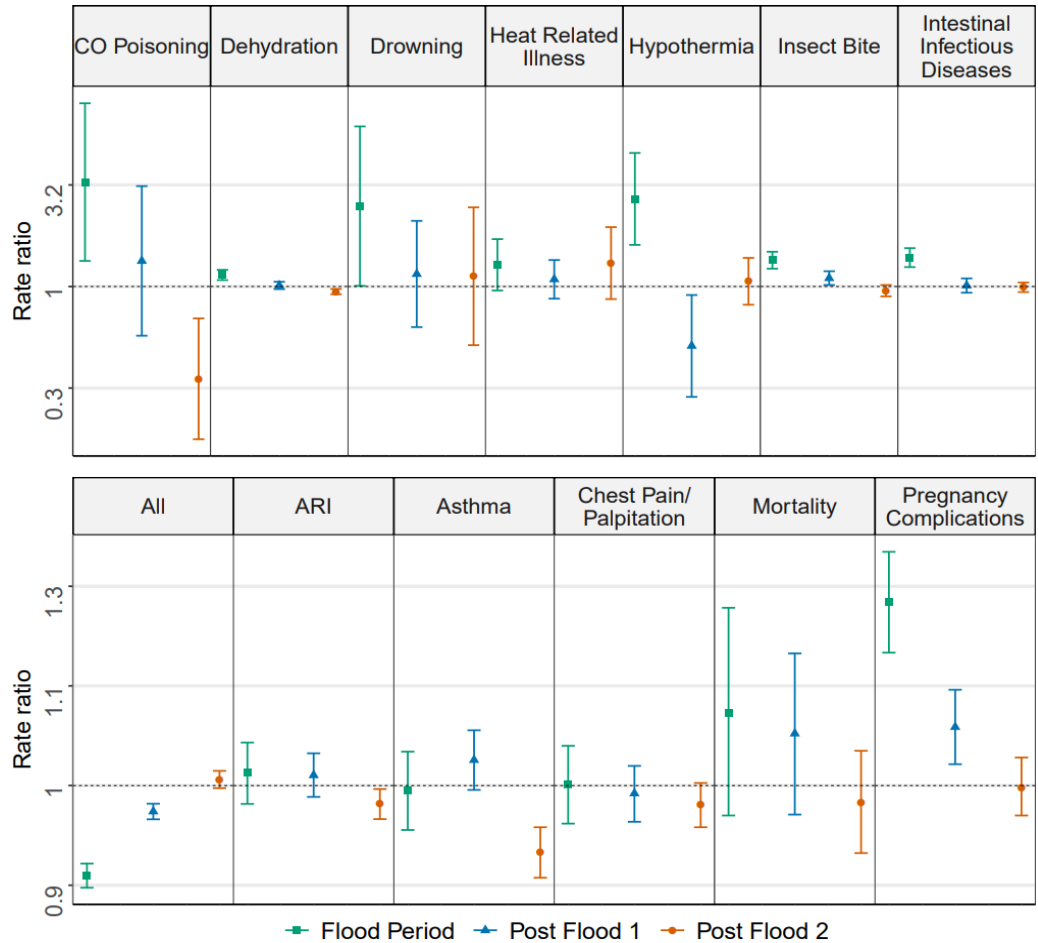 CO Poisoning
Dehydration
Drowning
Heat Related
Illness
Hypothermia
Insect Bite
Intestinal
Infectious
Diseases
Rate ratio
3.2
1
0.3
All
ARI
Asthma
Chest Pain/
Palpitation
Mortality
Pregnancy
Complications
Rate ratio
1.3
1.1
1
0.9
Flood Period
Post Flood 1
Post Flood 2